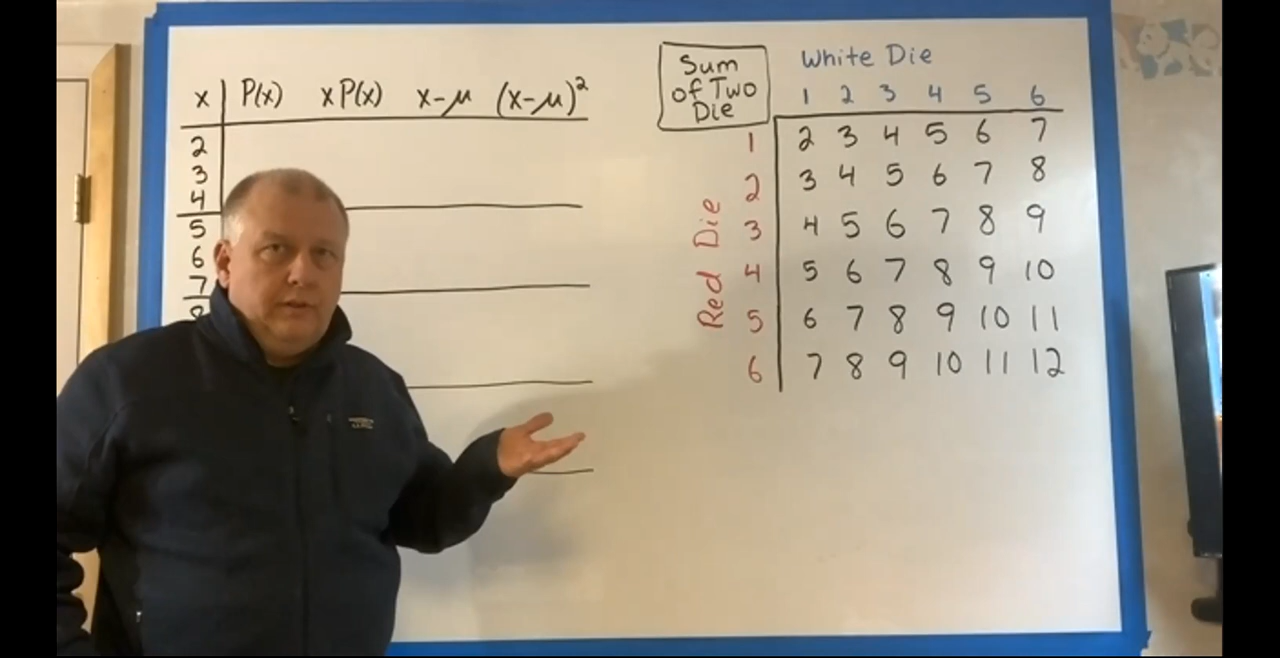 x P(x) xP(x) x-μ (x-μ)²
2
3
4
5
6
7
8
Sum
of Two
Die
White Die
1 2 3 4 5 6
Red Die
1 2 3 4 5 6 7
2 3 4 5 6 7 8
3 4 5 6 7 8 9
4 5 6 7 8 9 10
5 6 7 8 9 10 11
6 7 8 9 10 11 12